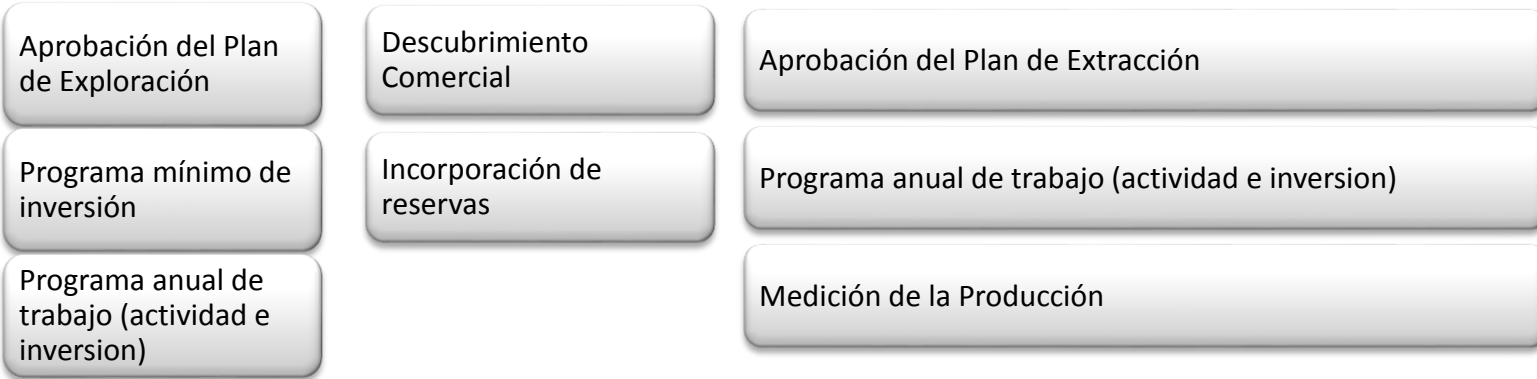 Aprobación del Plan
de Exploración
Programa mínimo de
inversión
Programa anual de
trabajo (actividad e
inversion)
Descubrimiento
Comercial
Incorporación de
reservas
Aprobación del Plan de Extracción
Programa anual de trabajo (actividad e inversion)
Medición de la Producción